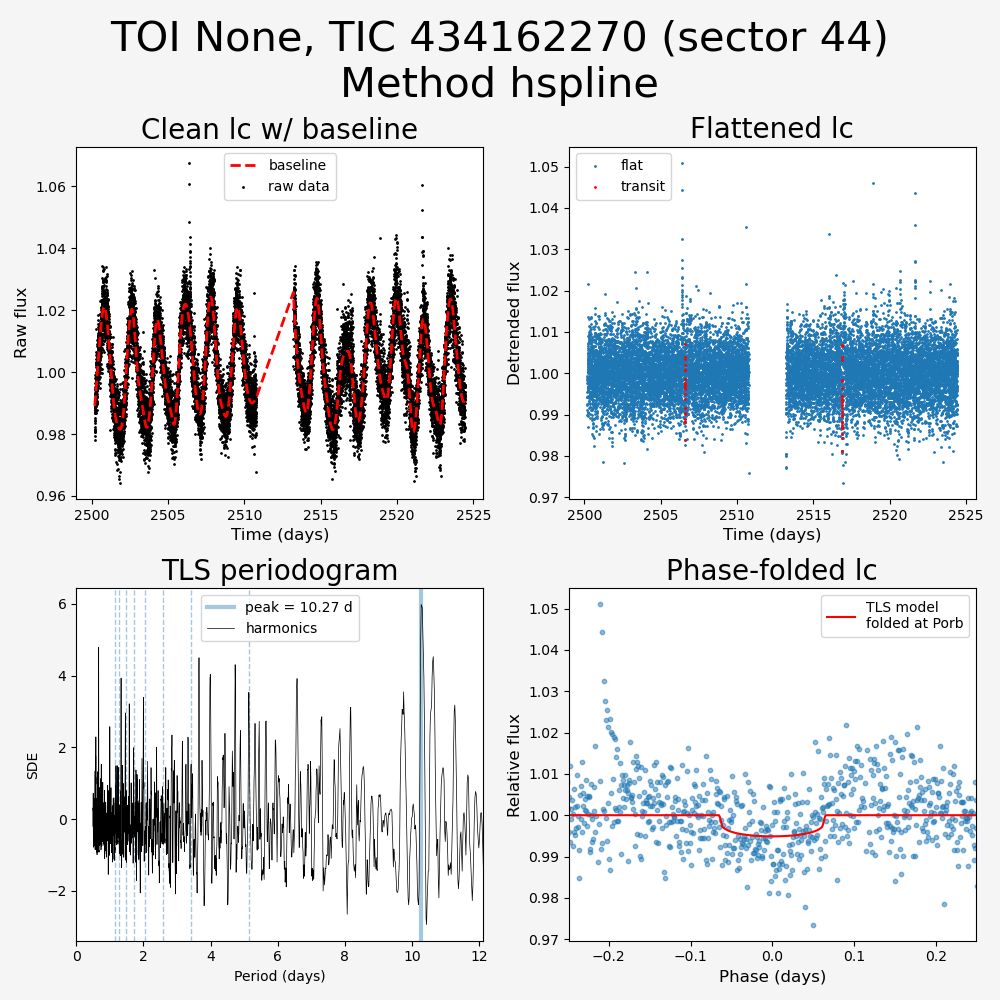 TOI None, TIC 434162270 (sector 44)
Method hspline
Clean lc w/ baseline
baseline
raw data
Raw flux
1.06
1.04
1.02
1.00
0.98
0.96
2500
2505
2510
2515
2520
2525
Time (days)
Flattened lc
flat
transit
Detrended flux
1.05
1.04
1.03
1.02
1.01
1.00
0.99
0.98
0.97
2500
2505
2510
2515
2520
2525
Time (days)
TLS periodogram
peak = 10.27 d
harmonics
SDE
6
4
2
0
−2
0
2
4
6
8
10
12
Period (days)
Phase-folded lc
TLS model
folded at Porb
Relative flux
1.05
1.04
1.03
1.02
1.01
1.00
0.99
0.98
0.97
−0.2
−0.1
0.0
0.1
0.2
Phase (days)